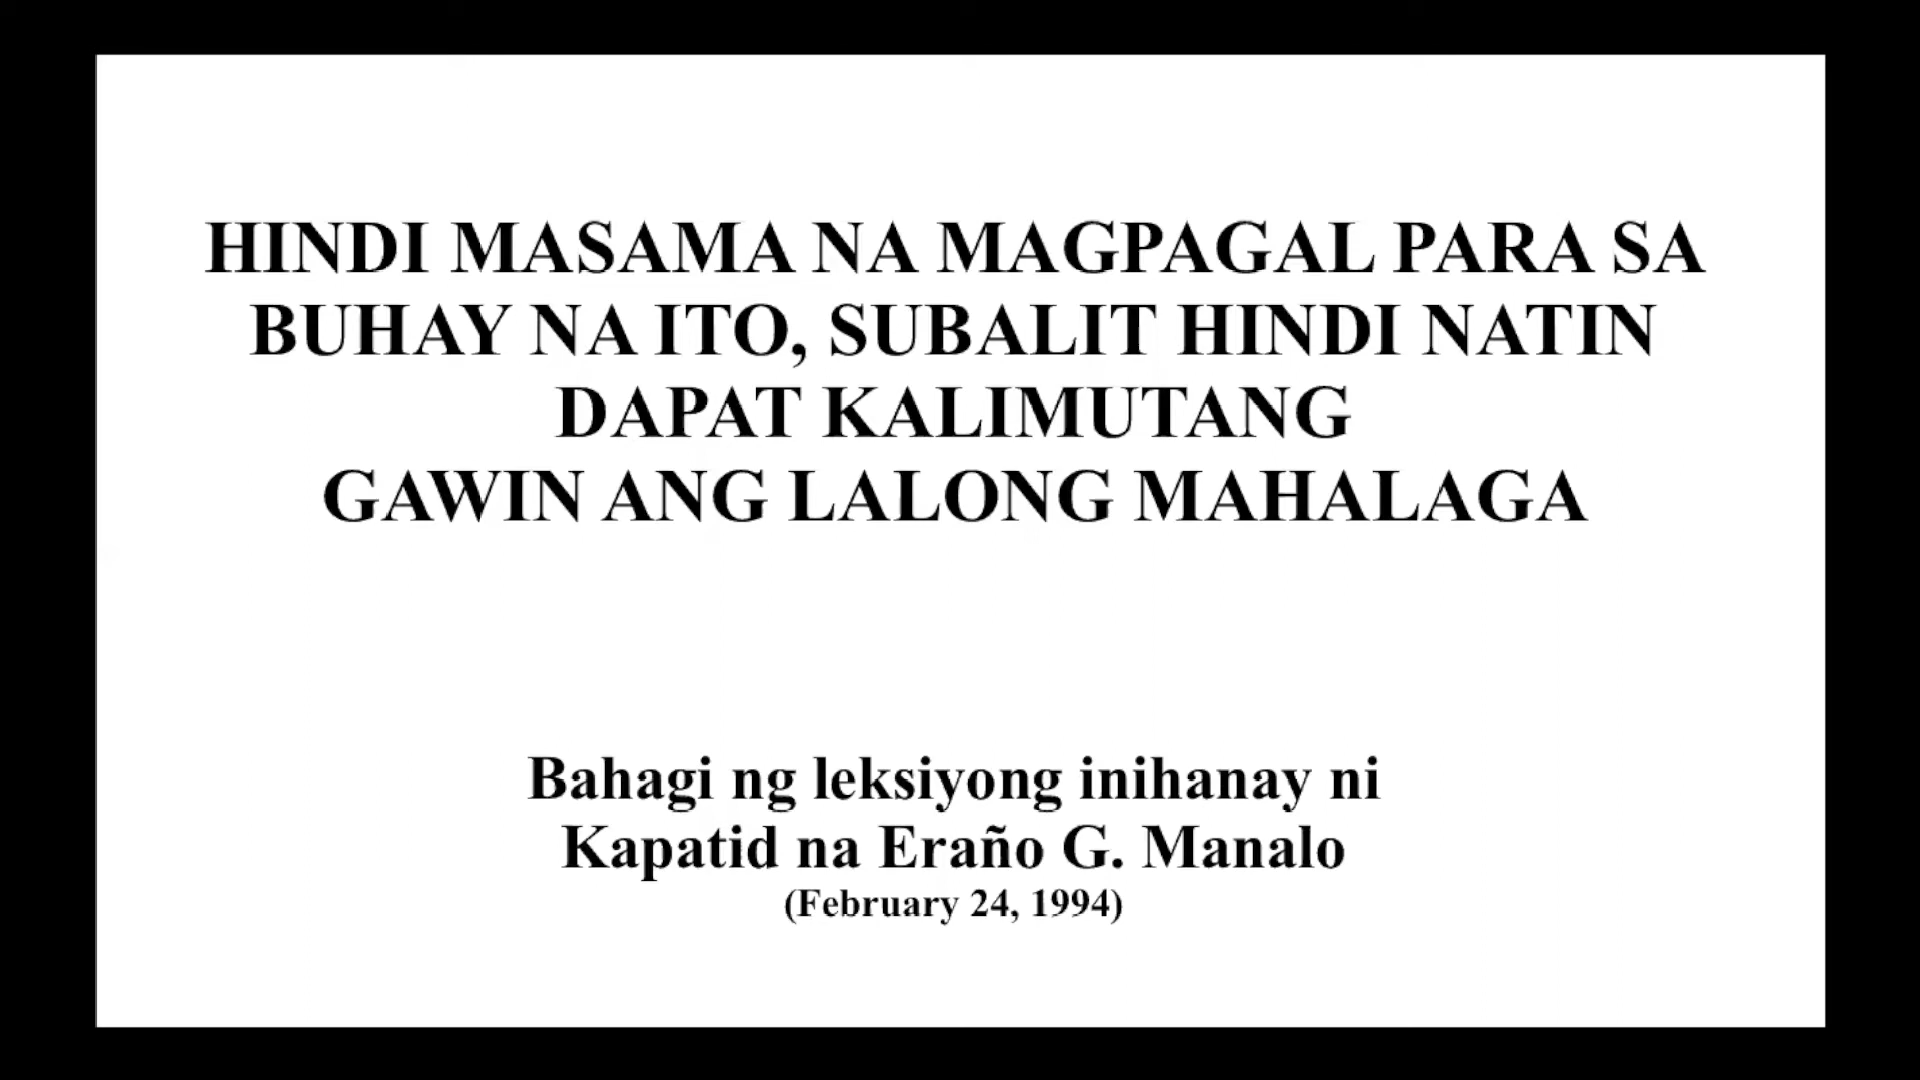 HINDI MASAMA NA MAGPAGAL PARA SA
BUHAY NA ITO, SUBALIT HINDI NATIN
DAPAT KALIMUTANG
GAWIN ANG LALONG MAHALAGA
Bahagi ng leksiyong inihanay ni
Kapatid na Eraño G. Manalo
(February 24, 1994)